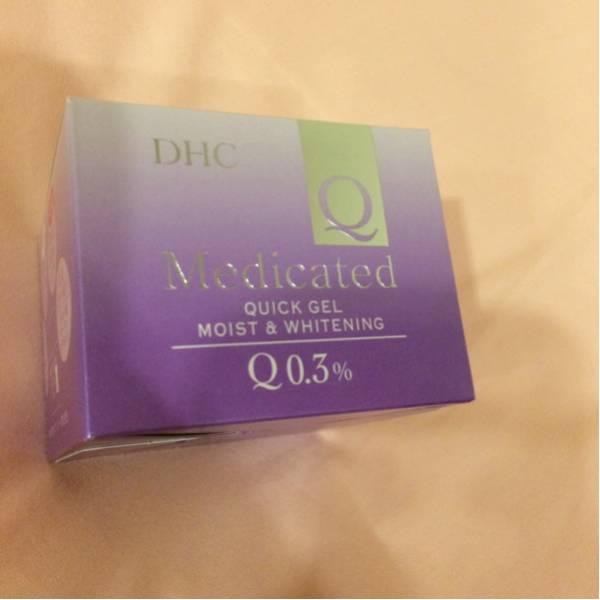 DHC
Q
Medicated
QUICK GEL
MOIST & WHITENING
Q 0.3%